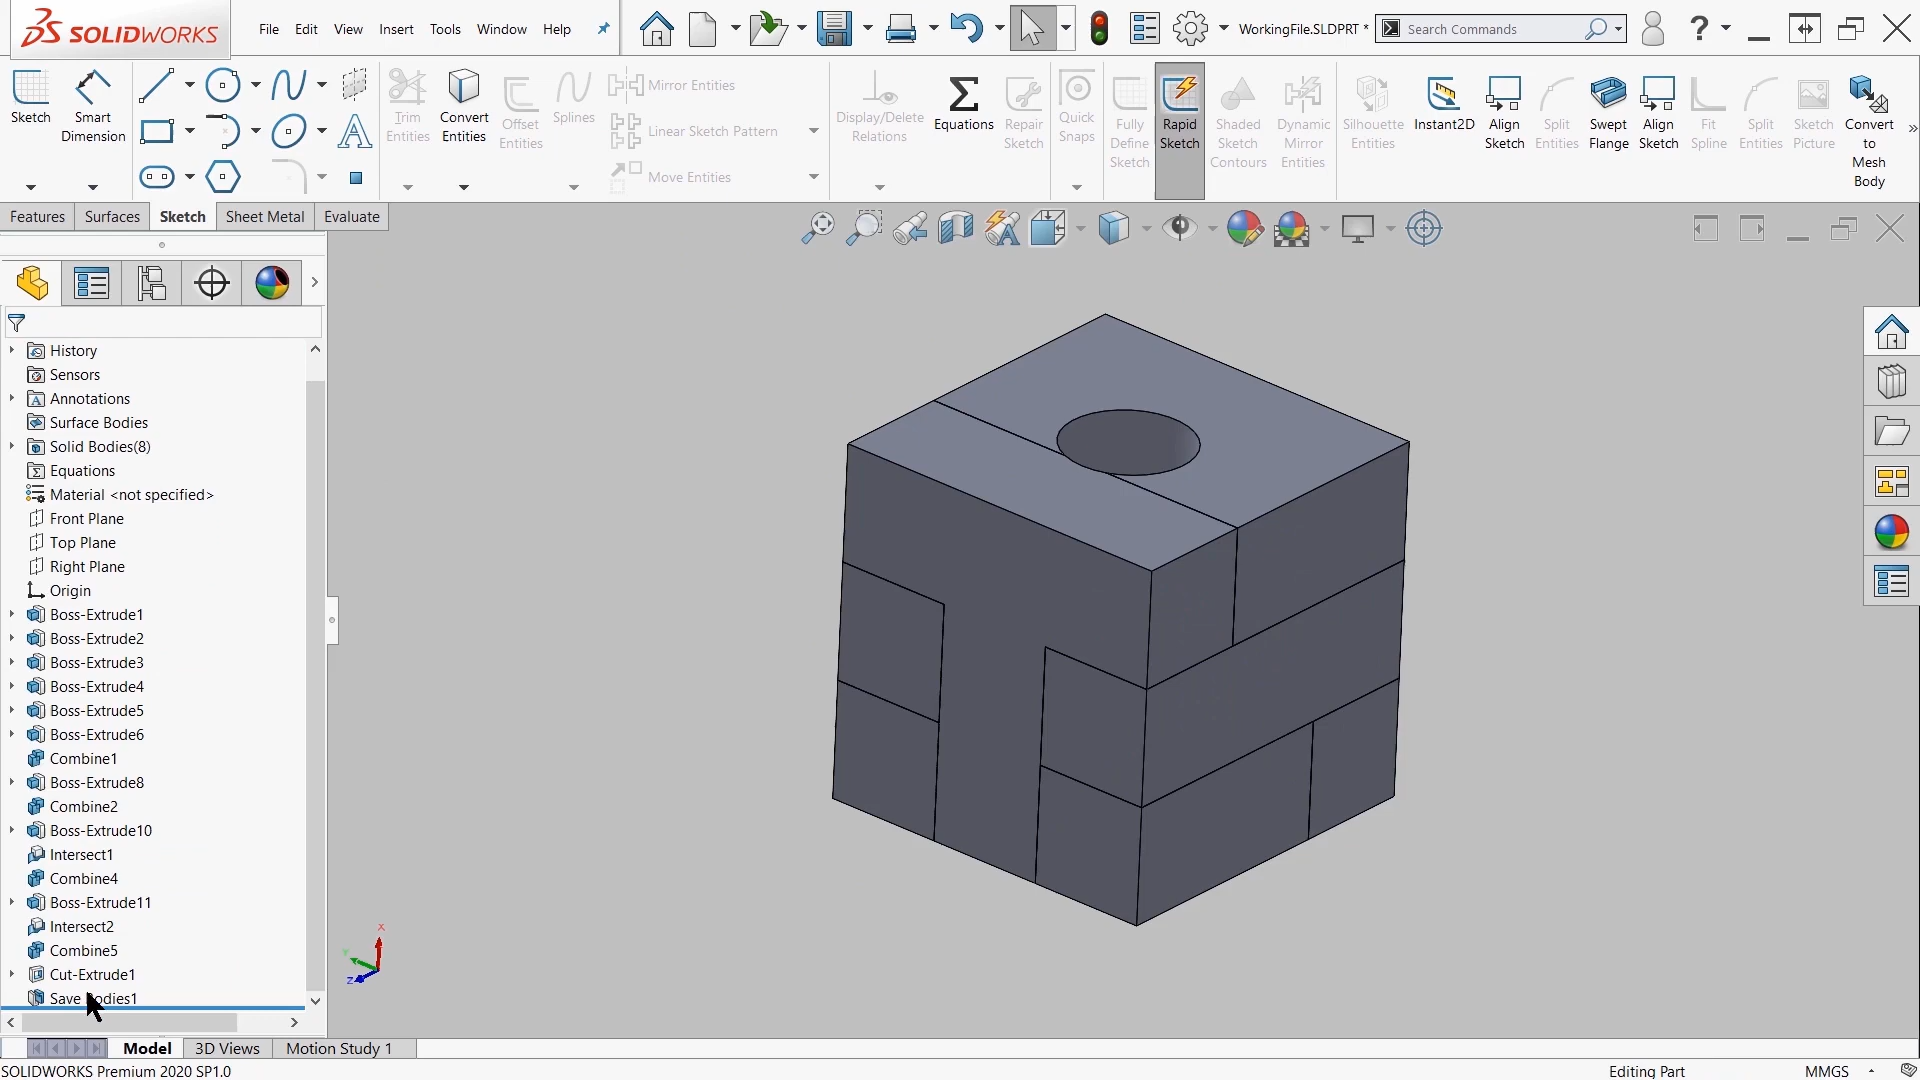 SOLIDWORKS
File Edit View Insert Tools Window Help
WorkingFile.SLDPRT *
Search Commands
?
Sketch
Smart Dimension
Trim Entities
Convert Entities
Offset Entities
Splines
Mirror Entities
Linear Sketch Pattern
Move Entities
Display/Delete Relations
Equations
Repair Sketch
Quick Snaps
Fully Define Sketch
Rapid Sketch
Shaded Sketch Contours
Dynamic Mirror Entities
Silhouette Entities
Instant2D
Align Sketch
Split Entities
Swept Flange
Align Sketch
Fit Spline
Split Entities
Sketch Picture
Convert to Mesh Body
Features Surfaces Sketch Sheet Metal Evaluate
History
Sensors
Annotations
Surface Bodies
Solid Bodies(8)
Equations
Material <not specified>
Front Plane
Top Plane
Right Plane
Origin
Boss-Extrude1
Boss-Extrude2
Boss-Extrude3
Boss-Extrude4
Boss-Extrude5
Boss-Extrude6
Combine1
Boss-Extrude8
Combine2
Boss-Extrude10
Intersect1
Combine4
Boss-Extrude11
Intersect2
Combine5
Cut-Extrude1
Save Bodies1
X
Y
Z
Model 3D Views Motion Study 1
SOLIDWORKS Premium 2020 SP1.0
Editing Part
MMGS